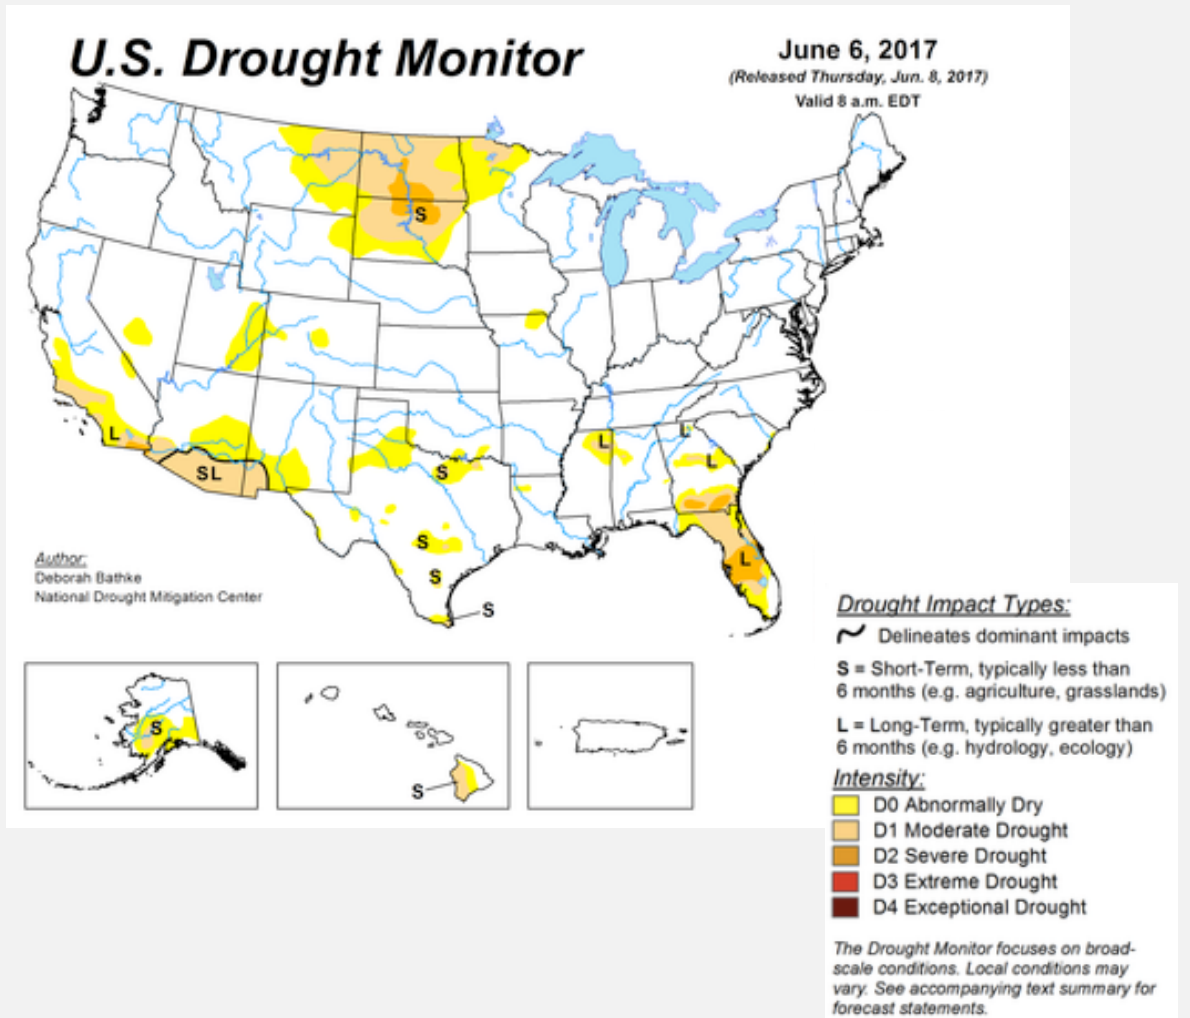 U.S. Drought Monitor
June 6, 2017
(Released Thursday, Jun. 8, 2017)
Valid 8 a.m. EDT
S
L
SL
S
S
S
S
L
L
L
L
Author:
Deborah Bathke
National Drought Mitigation Center
S
S
Drought Impact Types:
Delineates dominant impacts
S = Short-Term, typically less than
6 months (e.g. agriculture, grasslands)
L = Long-Term, typically greater than
6 months (e.g. hydrology, ecology)
Intensity:
D0 Abnormally Dry
D1 Moderate Drought
D2 Severe Drought
D3 Extreme Drought
D4 Exceptional Drought
The Drought Monitor focuses on broad-
scale conditions. Local conditions may
vary. See accompanying text summary for
forecast statements.